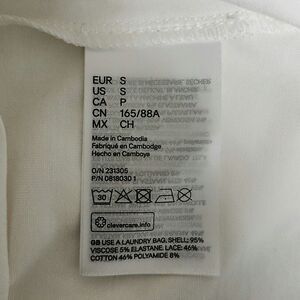 EUR S
US S
CA P
CN 165/88A
MX CH
Made in Cambodia
Fabriqué en Cambodge
Hecho en Camboya
O/N 231305
P/N 0818030 1
30
clevercare.info
GB USE A LAUNDRY BAG, SHELL: 95%
VISCOSE 5% ELASTANE. LACE: 46%
COTTON 46% POLYAMIDE 8%